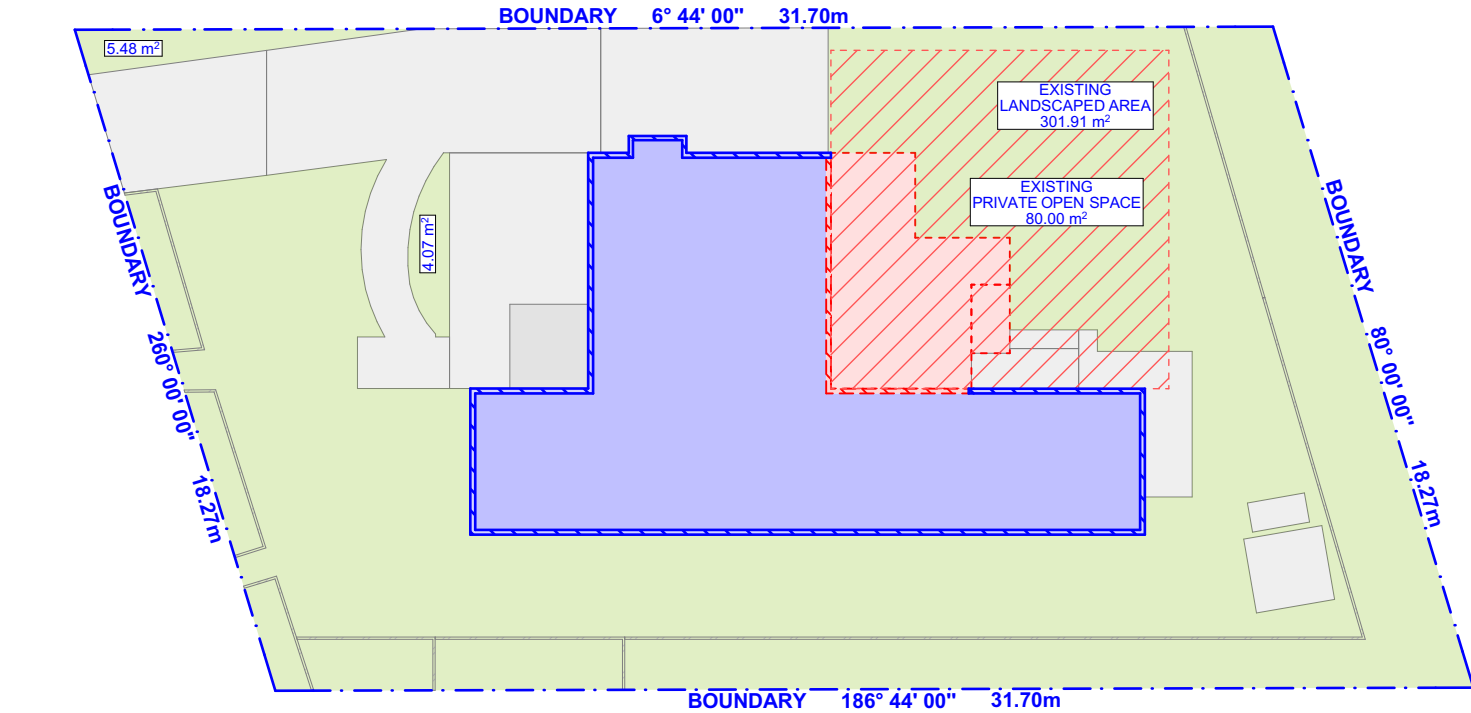 BOUNDARY 6° 44' 00" 31.70m
5.48 m²
EXISTING
LANDSCAPED AREA
301.91 m²
EXISTING
PRIVATE OPEN SPACE
80.00 m²
4.07 m²
BOUNDARY 260° 00' 00" 18.27m
BOUNDARY 80° 00' 00" 18.27m
BOUNDARY 186° 44' 00" 31.70m